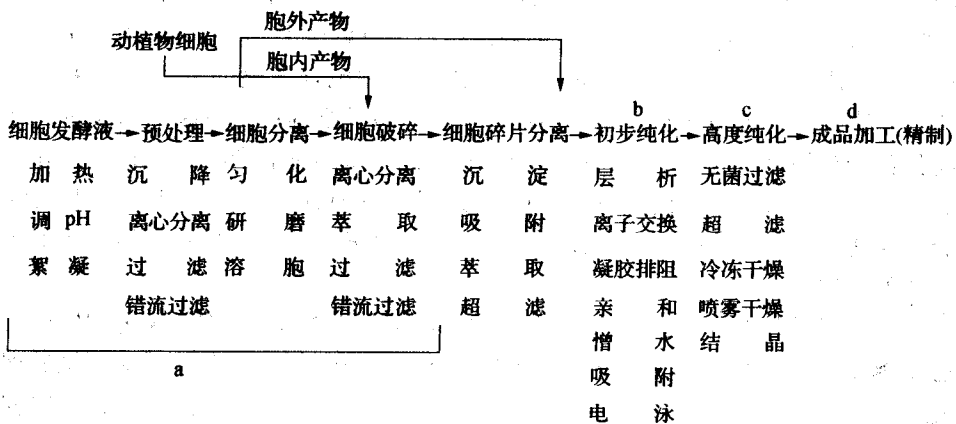 胞外产物
动植物细胞
胞内产物
b c d
细胞发酵液→预处理→细胞分离→细胞破碎→细胞碎片分离→初步纯化→高度纯化→成品加工(精制)
加热 沉降 匀化 离心分离 沉淀 层析 无菌过滤
调pH 离心分离 研磨 萃取 吸附 离子交换 超滤
絮凝 过滤 溶胞 过滤 萃取 凝胶排阻 冷冻干燥
错流过滤 错流过滤 超滤 亲和 喷雾干燥
憎水 结晶
a
吸附
电泳